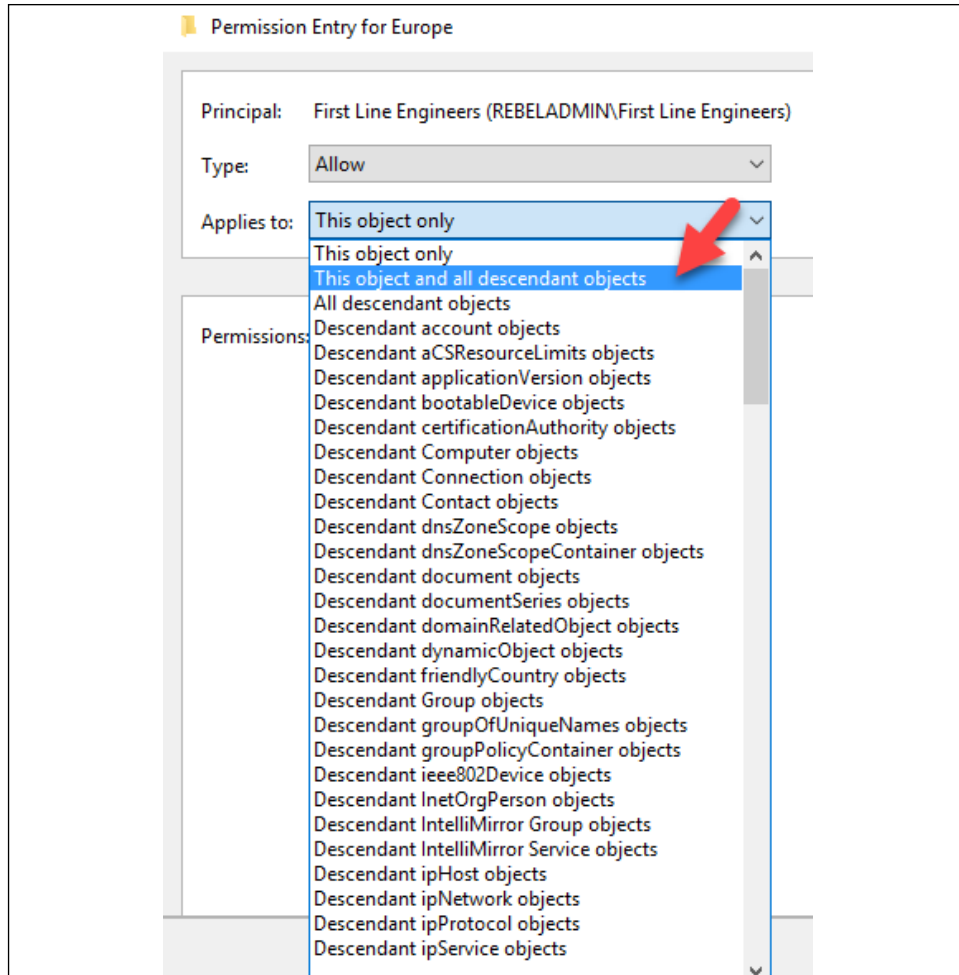 Permission Entry for Europe
Principal: First Line Engineers (REBELADMIN\First Line Engineers)
Type: Allow
Applies to: This object only
This object only
This object and all descendant objects
All descendant objects
Permissions:
Descendant account objects
Descendant aCSResourceLimits objects
Descendant applicationVersion objects
Descendant bootableDevice objects
Descendant certificationAuthority objects
Descendant Computer objects
Descendant Connection objects
Descendant Contact objects
Descendant dnsZoneScope objects
Descendant dnsZoneScopeContainer objects
Descendant document objects
Descendant documentSeries objects
Descendant domainRelatedObject objects
Descendant dynamicObject objects
Descendant friendlyCountry objects
Descendant Group objects
Descendant groupOfUniqueNames objects
Descendant groupPolicyContainer objects
Descendant ieee802Device objects
Descendant InetOrgPerson objects
Descendant IntelliMirror Group objects
Descendant IntelliMirror Service objects
Descendant ipHost objects
Descendant ipNetwork objects
Descendant ipProtocol objects
Descendant ipService objects